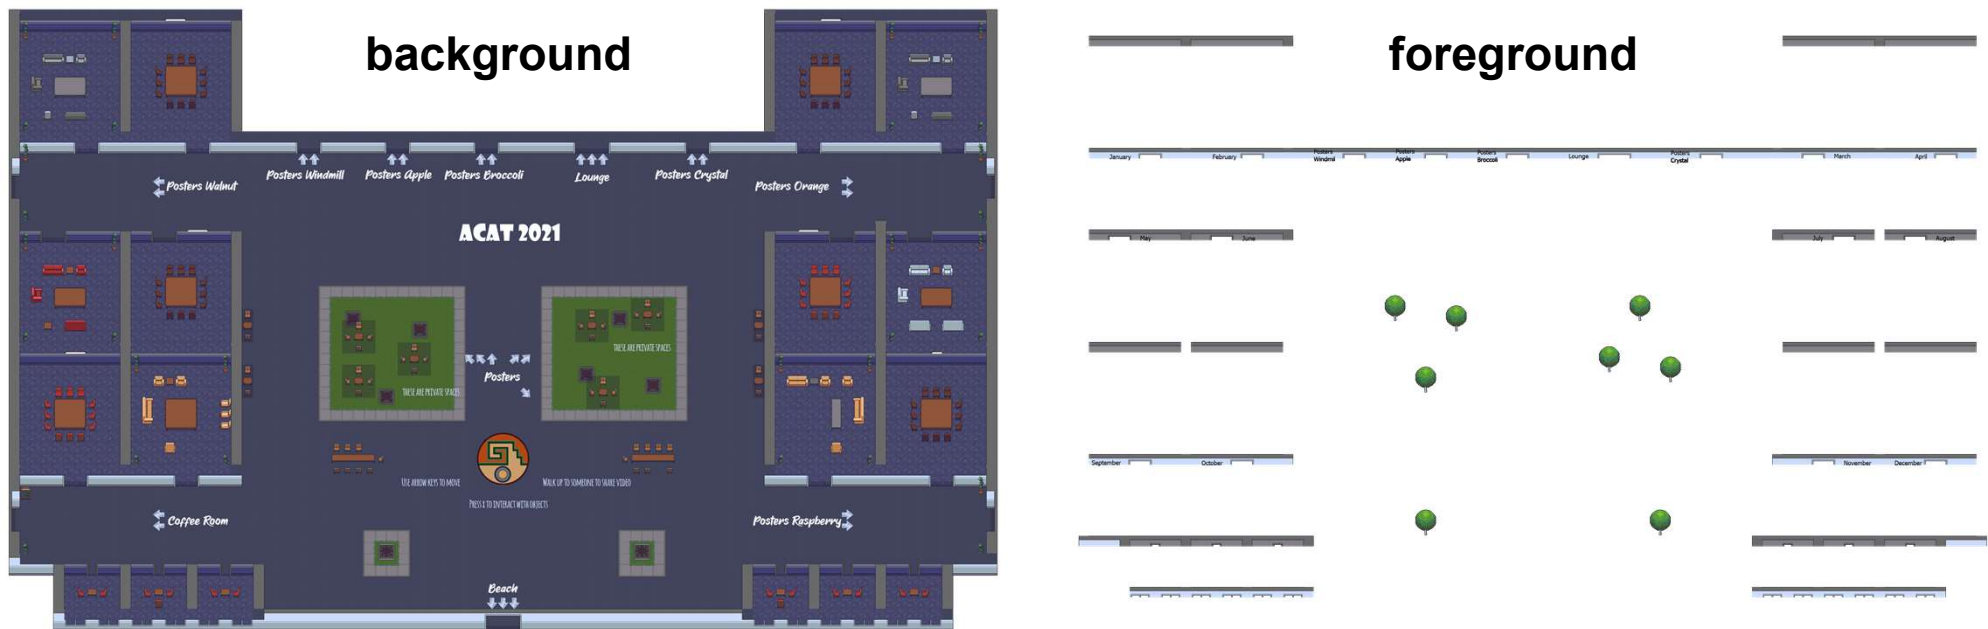 background
foreground
Posters Walnut
Posters Windmill
Posters Apple
Posters Broccoli
Lounge
Posters Crystal
Posters Orange
ACAT 2021
THESE ARE PRIVATE SPACES
Posters
THESE ARE PRIVATE SPACES
USE ARROW KEYS TO MOVE
WALK UP TO SOMEONE TO SHARE VIDEO
PRESS X TO INTERACT WITH OBJECTS
Coffee Room
Posters Raspberry
Beach
January
February
Posters
Windmil
Posters
Apple
Posters
Broccoli
Lounge
Posters
Crystal
March
April
May
June
July
August
September
October
November
December